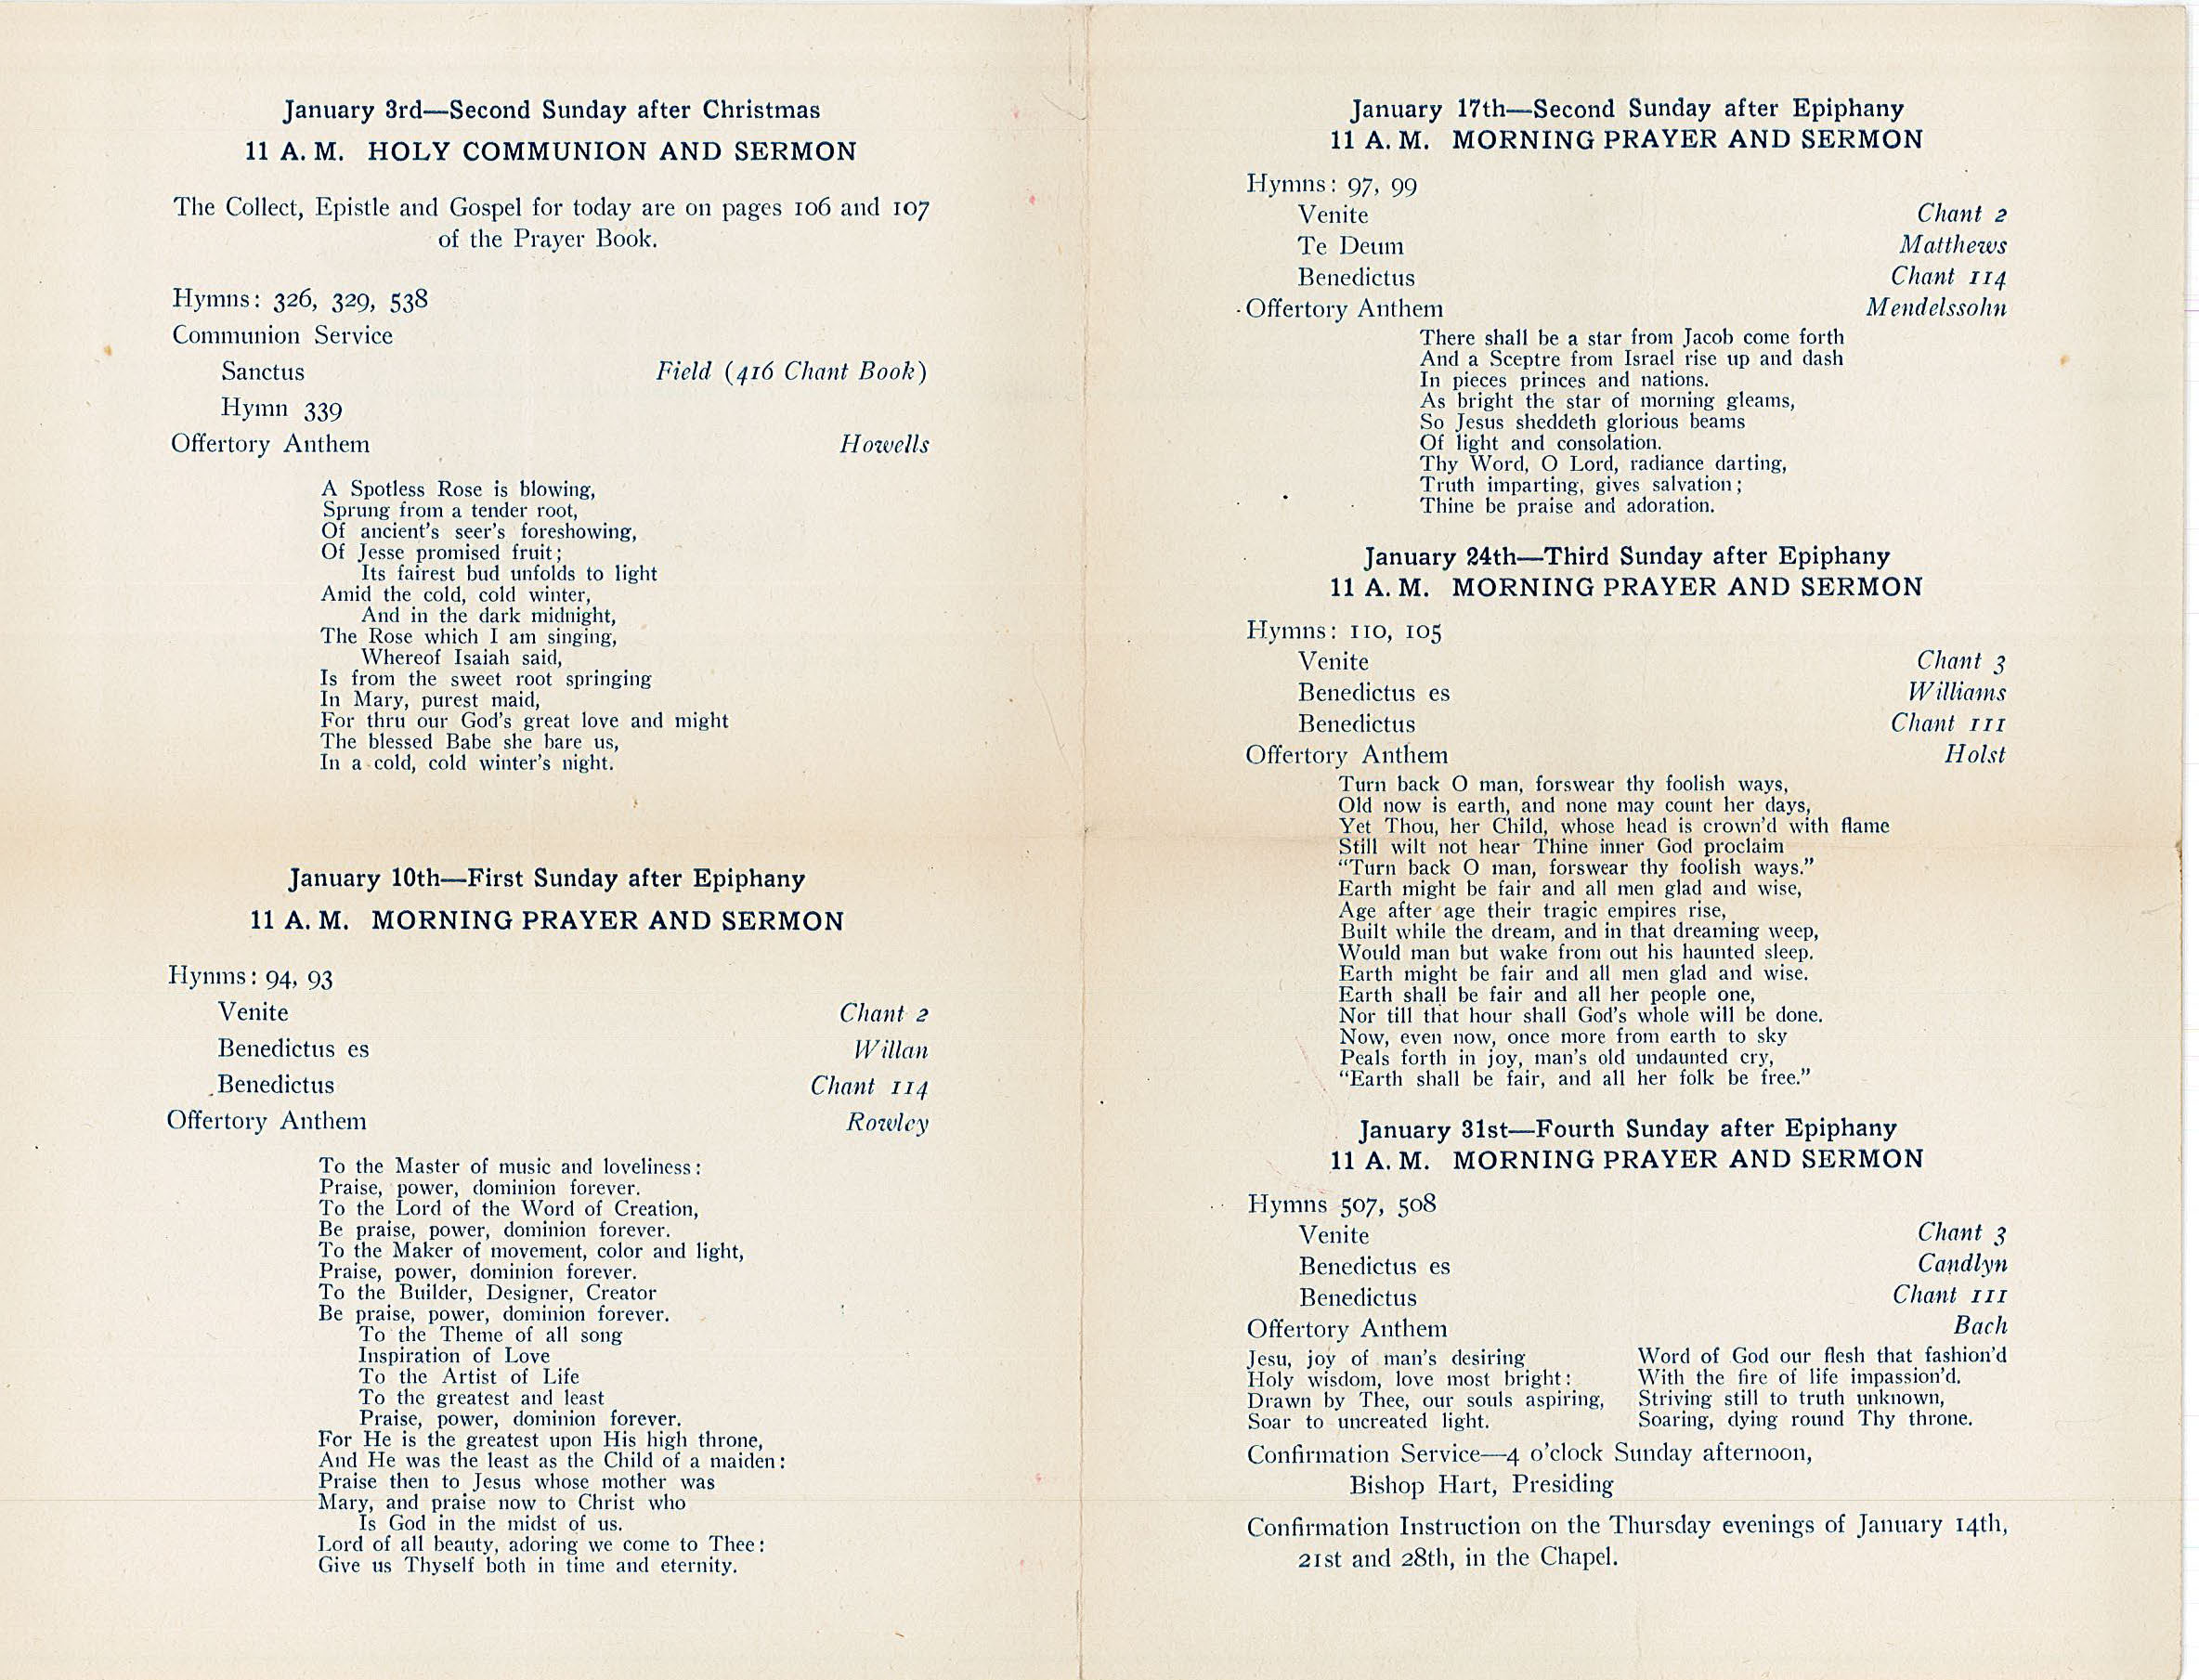 January 3rd—Second Sunday after Christmas
11 A. M. HOLY COMMUNION AND SERMON
The Collect, Epistle and Gospel for today are on pages 106 and 107
of the Prayer Book.
Hymns: 326, 329, 538
Communion Service
Sanctus Field (416 Chant Book)
Hymn 339
Offertory Anthem Howells
A Spotless Rose is blowing,
Sprung from a tender root,
Of ancient's seer's foreshowing,
Of Jesse promised fruit;
Its fairest bud unfolds to light
Amid the cold, cold winter,
And in the dark midnight,
The Rose which I am singing,
Whereof Isaiah said,
Is from the sweet root springing
In Mary, purest maid,
For thru our God's great love and might
The blessed Babe she bare us,
In a cold, cold winter's night.
January 10th—First Sunday after Epiphany
11 A. M. MORNING PRAYER AND SERMON
Hymns: 94, 93
Venite Chant 2
Benedictus es Willan
Benedictus Chant 114
Offertory Anthem Rowley
To the Master of music and loveliness:
Praise, power, dominion forever.
To the Lord of the Word of Creation,
Be praise, power, dominion forever.
To the Maker of movement, color and light,
Praise, power, dominion forever.
To the Builder, Designer, Creator
Be praise, power, dominion forever.
To the Theme of all song
Inspiration of Love
To the Artist of Life
To the greatest and least
Praise, power, dominion forever.
For He is the greatest upon His high throne,
And He was the least as the Child of a maiden:
Praise then to Jesus whose mother was
Mary, and praise now to Christ who
Is God in the midst of us.
Lord of all beauty, adoring we come to Thee:
Give us Thyself both in time and eternity.
January 17th—Second Sunday after Epiphany
11 A. M. MORNING PRAYER AND SERMON
Hymns: 97, 99
Venite Chant 2
Te Deum Matthews
Benedictus Chant 114
Offertory Anthem Mendelssohn
There shall be a star from Jacob come forth
And a Sceptre from Israel rise up and dash
In pieces princes and nations.
As bright the star of morning gleams,
So Jesus sheddeth glorious beams
Of light and consolation.
Thy Word, O Lord, radiance darting,
Truth imparting, gives salvation;
Thine be praise and adoration.
January 24th—Third Sunday after Epiphany
11 A. M. MORNING PRAYER AND SERMON
Hymns: 110, 105
Venite Chant 3
Benedictus es Williams
Benedictus Chant 111
Offertory Anthem Holst
Turn back O man, forswear thy foolish ways,
Old now is earth, and none may count her days,
Yet Thou, her Child, whose head is crown'd with flame
Still wilt not hear Thine inner God proclaim
"Turn back O man, forswear thy foolish ways."
Earth might be fair and all men glad and wise,
Age after age their tragic empires rise,
Built while the dream, and in that dreaming weep,
Would man but wake from out his haunted sleep.
Earth might be fair and all men glad and wise.
Earth shall be fair and all her people one,
Nor till that hour shall God's whole will be done.
Now, even now, once more from earth to sky
Peals forth in joy, man's old undaunted cry,
"Earth shall be fair, and all her folk be free."
January 31st—Fourth Sunday after Epiphany
11 A. M. MORNING PRAYER AND SERMON
Hymns 507, 508
Venite Chant 3
Benedictus es Candlyn
Benedictus Chant 111
Offertory Anthem Bach
Jesu, joy of man's desiring
Holy wisdom, love most bright:
Drawn by Thee, our souls aspiring,
Soar to uncreated light.
Word of God our flesh that fashion'd
With the fire of life impassion'd.
Striving still to truth unknown,
Soaring, dying round Thy throne.
Confirmation Service—4 o'clock Sunday afternoon,
Bishop Hart, Presiding
Confirmation Instruction on the Thursday evenings of January 14th,
21st and 28th, in the Chapel.